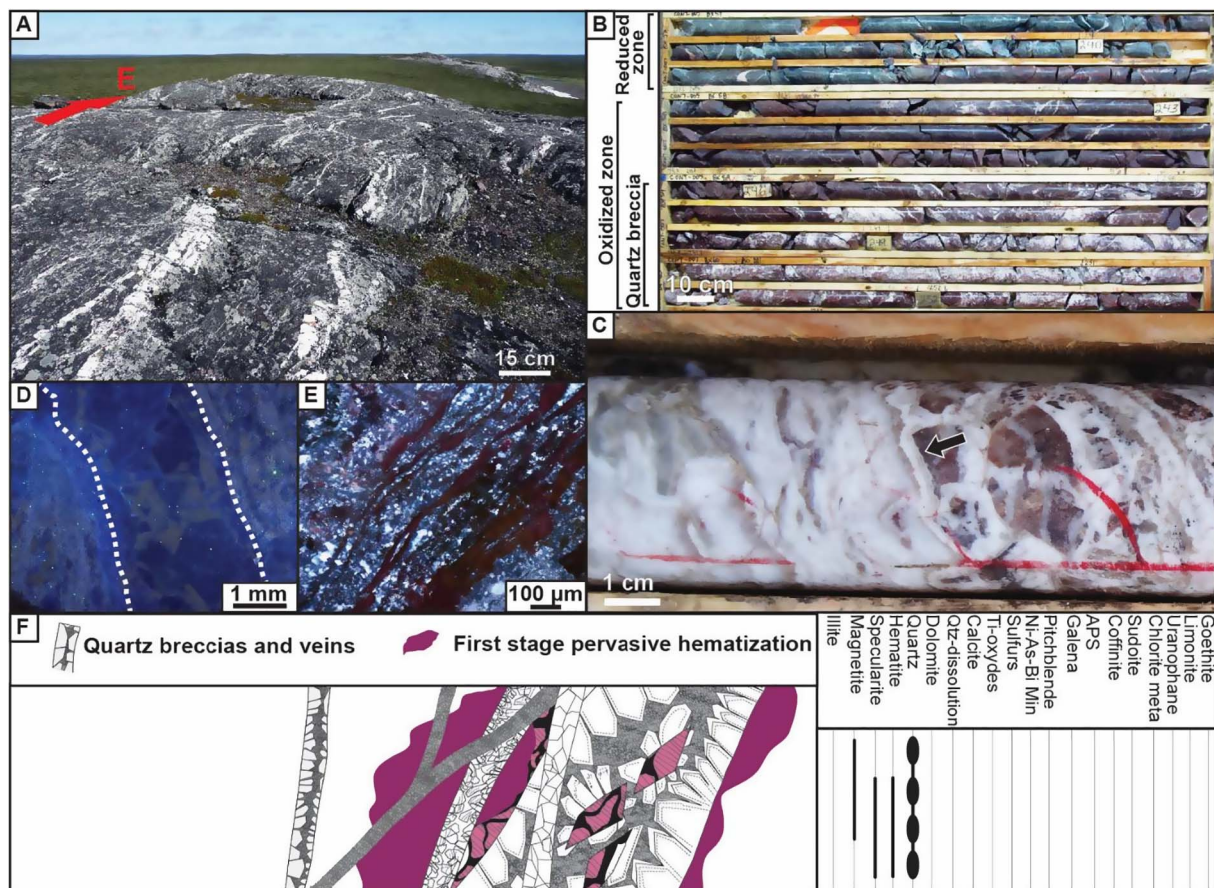 A
E
15 cm
B
Reduced
zone
Oxidized zone
Quartz breccia
240
243
10 cm
C
1 cm
D
1 mm
E
100 µm
F
Quartz breccias and veins
First stage pervasive hematization
Illite
Magnetite
Specularite
Hematite
Quartz
Dolomite
Qtz-dissolution
Calcite
Ti-oxydes
Sulfurs
Ni-As-Bi Min
Pitchblende
Galena
APS
Coffinite
Sudoite
Chlorite meta
Uranophane
Limonite
Goethite